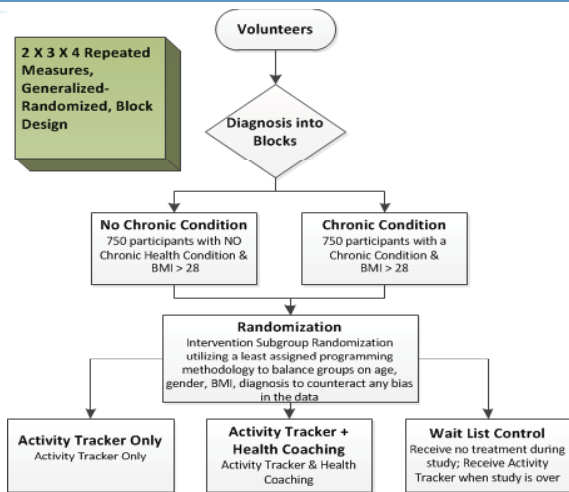 2 X 3 X 4 Repeated
Measures,
Generalized-
Randomized, Block
Design
Volunteers
Diagnosis into
Blocks
No Chronic Condition
750 participants with NO
Chronic Health Condition &
BMI > 28
Chronic Condition
750 participants with a
Chronic Condition &
BMI > 28
Randomization
Intervention Subgroup Randomization
utilizing a least assigned programming
methodology to balance groups on age,
gender, BMI, diagnosis to counteract any bias
in the data
Activity Tracker Only
Activity Tracker Only
Activity Tracker +
Health Coaching
Activity Tracker & Health
Coaching
Wait List Control
Receive no treatment during
study; Receive Activity
Tracker when study is over